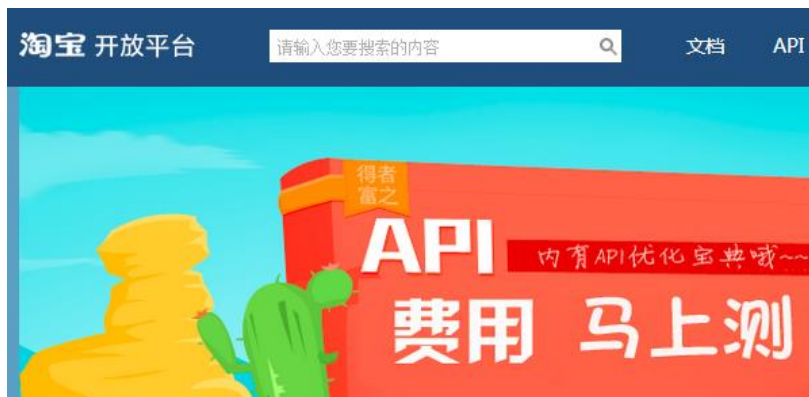 淘宝 开放平台
请输入您要搜索的内容
文档
API
得者
富之
API
内有API优化宝典哦~~
费用 马上测